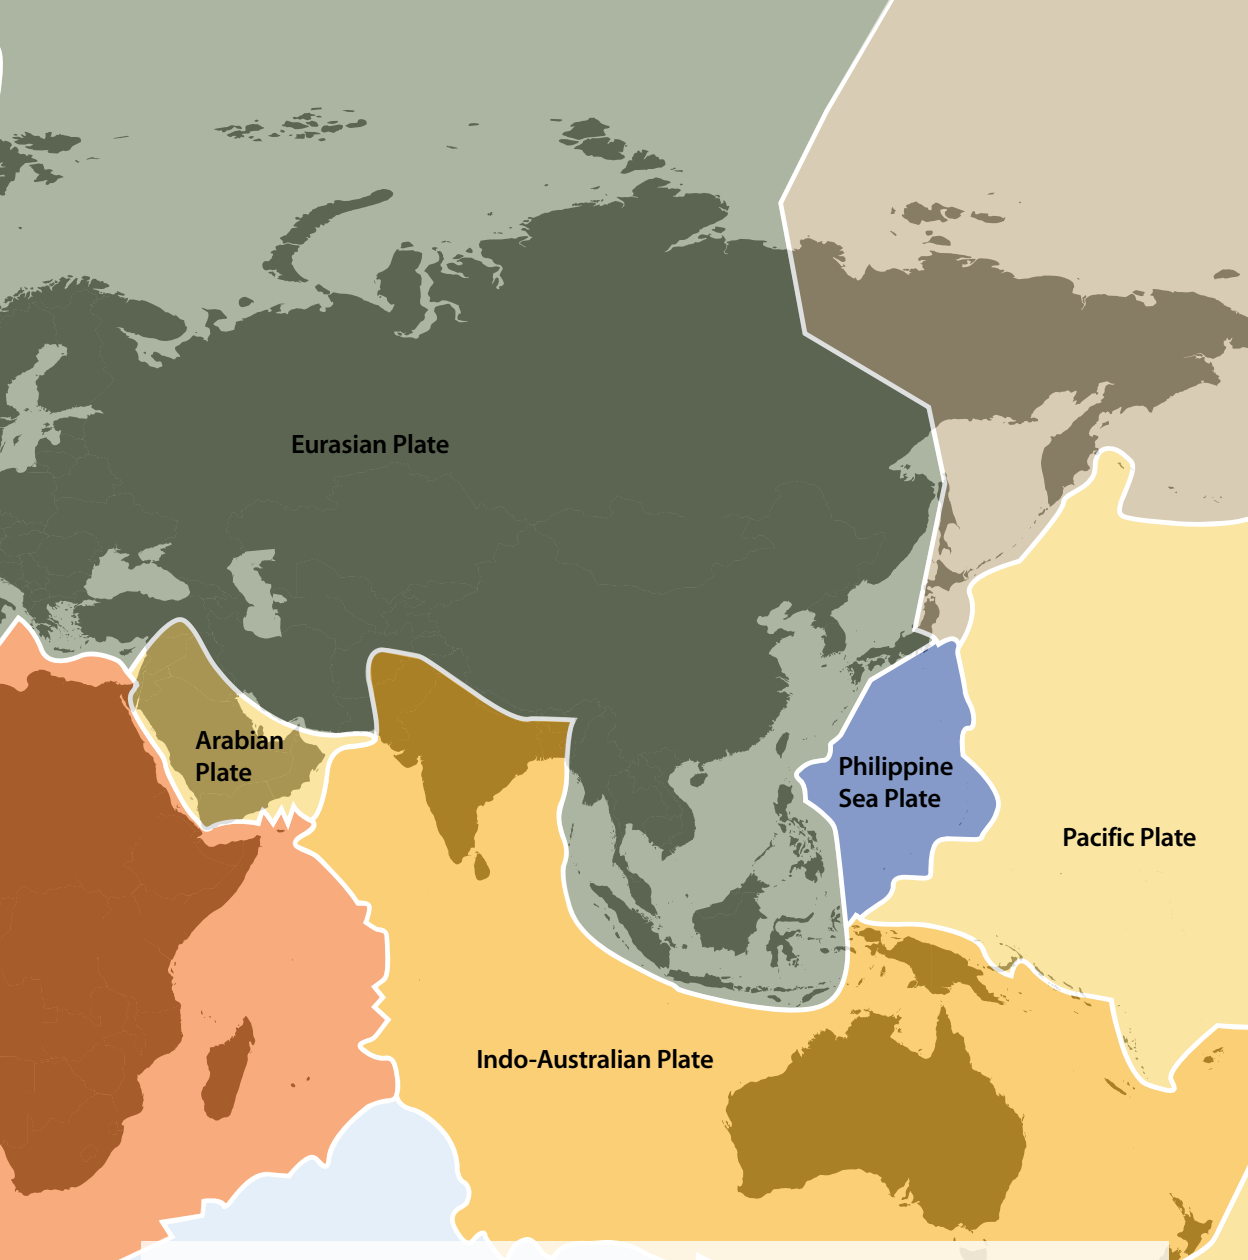 Eurasian Plate
Arabian
Plate
Philippine
Sea Plate
Pacific Plate
Indo-Australian Plate